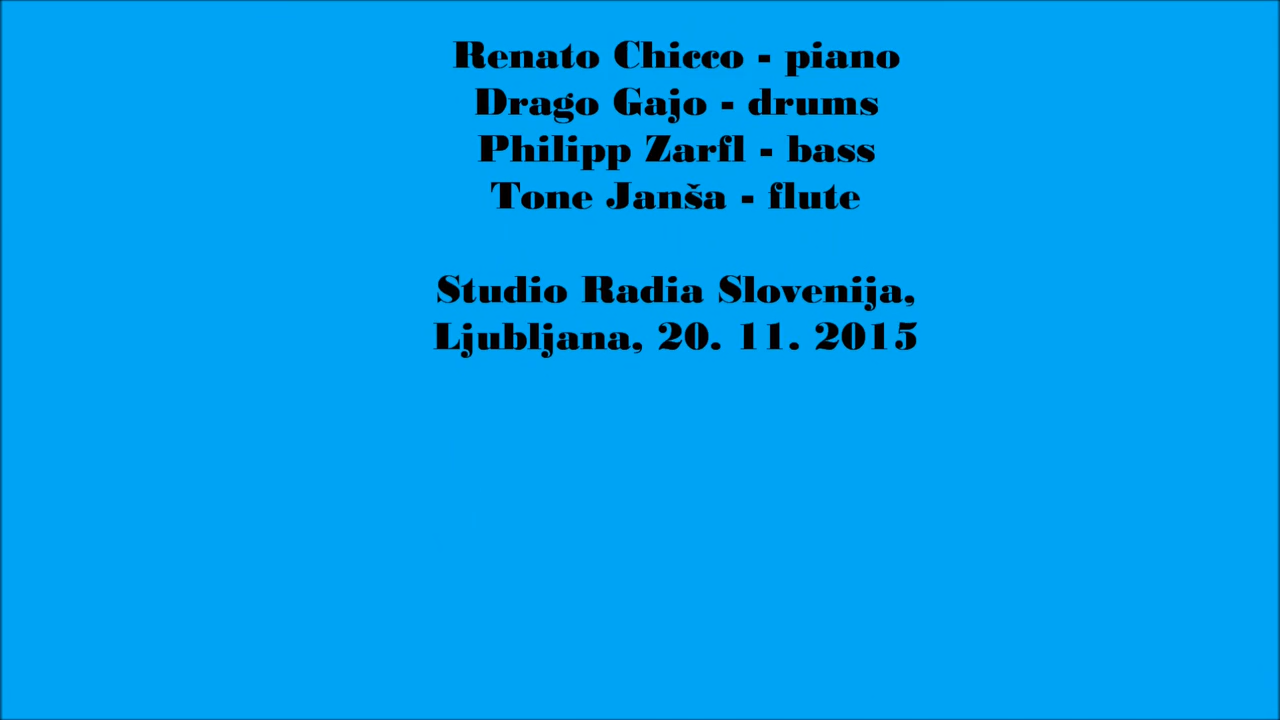 Renato Chicco - piano
Drago Gajo - drums
Philipp Zarfl - bass
Tone Janša - flute
Studio Radia Slovenija,
Ljubljana, 20. 11. 2015